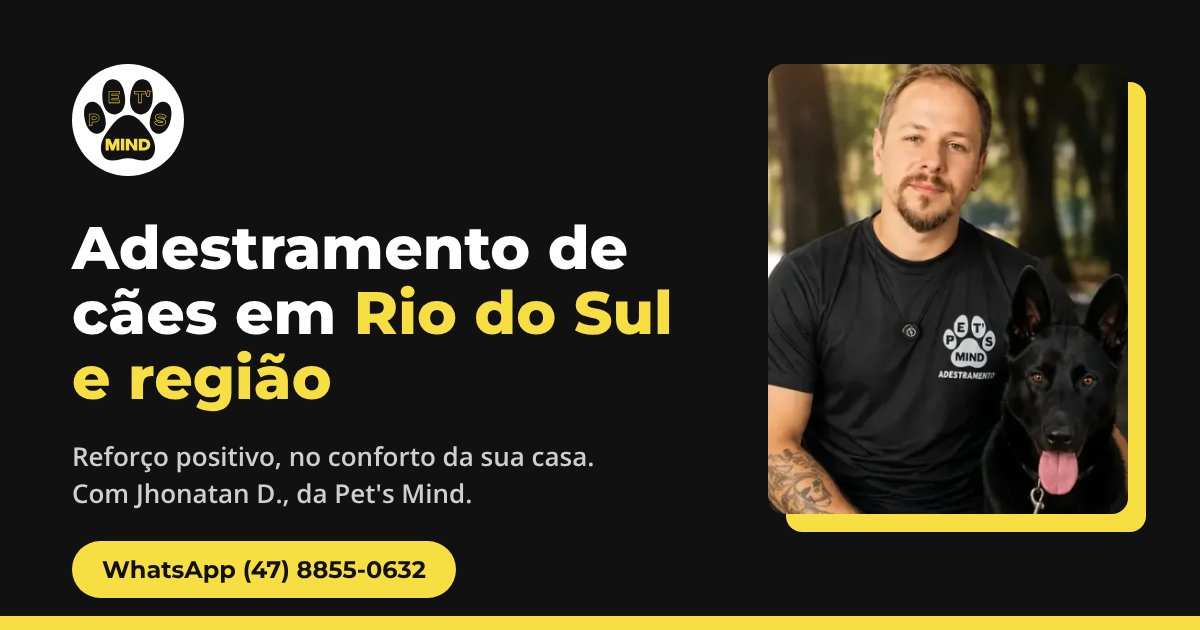 PET'S
MIND
Adestramento de
cães em Rio do Sul
e região
Reforço positivo, no conforto da sua casa.
Com Jhonatan D., da Pet's Mind.
WhatsApp (47) 8855-0632
PET'S
MIND
ADESTRAMENTO